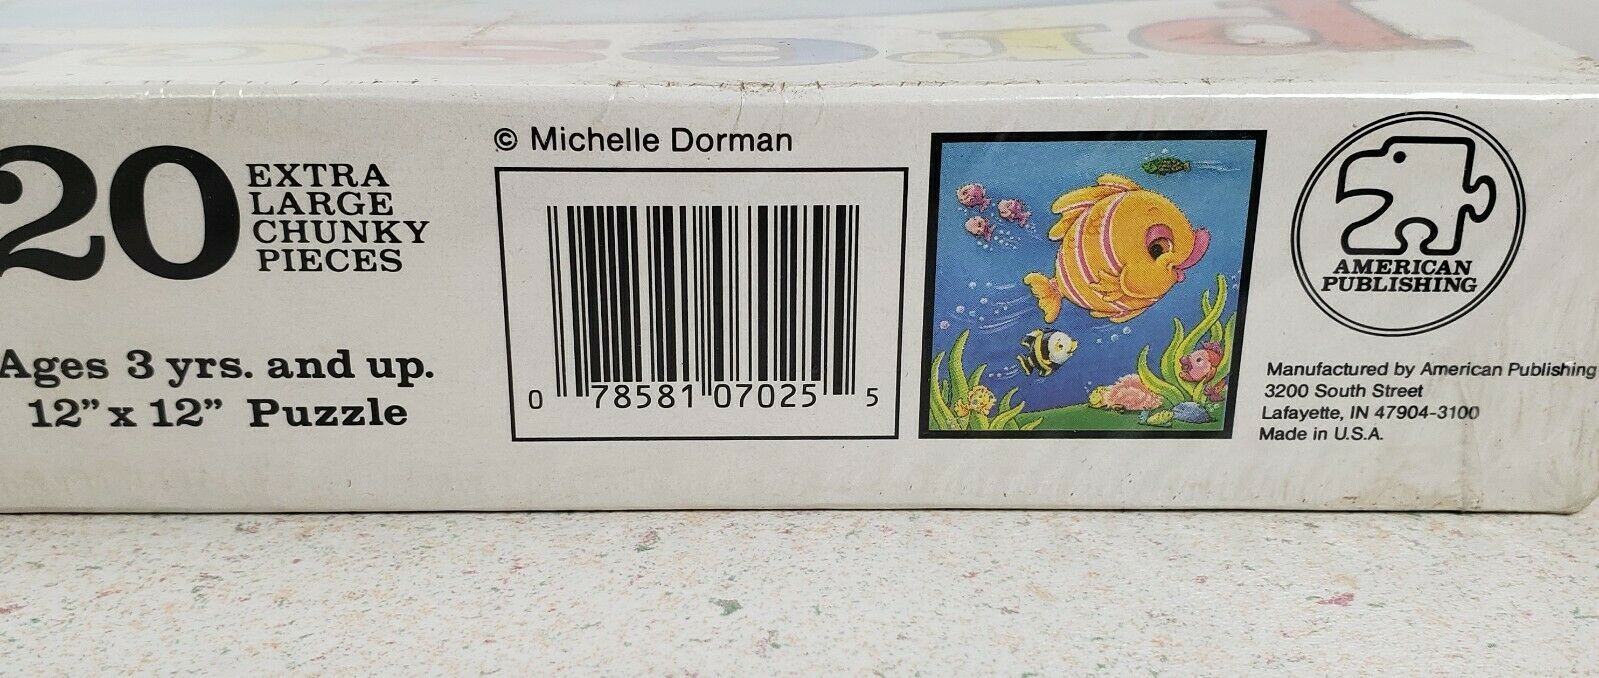 20
EXTRA
LARGE
CHUNKY
PIECES
Ages 3 yrs. and up.
12” x 12” Puzzle
© Michelle Dorman
0 78581 07025 5
AMERICAN
PUBLISHING
Manufactured by American Publishing
3200 South Street
Lafayette, IN 47904-3100
Made in U.S.A.